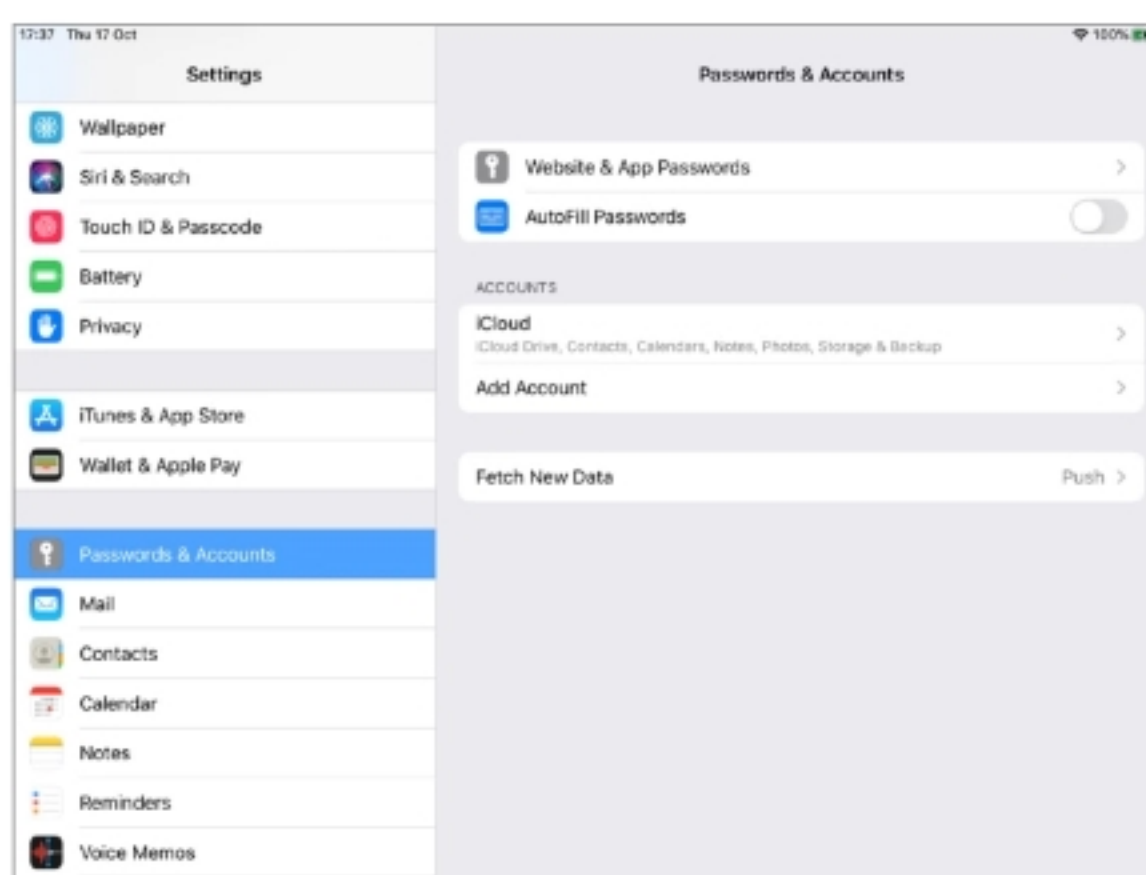 17:37 Thu 17 Oct
100%
Settings
Wallpaper
Siri & Search
Touch ID & Passcode
Battery
Privacy
iTunes & App Store
Wallet & Apple Pay
Passwords & Accounts
Mail
Contacts
Calendar
Notes
Reminders
Voice Memos
Passwords & Accounts
Website & App Passwords
AutoFill Passwords
ACCOUNTS
iCloud
iCloud Drive, Contacts, Calendars, Notes, Photos, Storage & Backup
Add Account
Fetch New Data Push